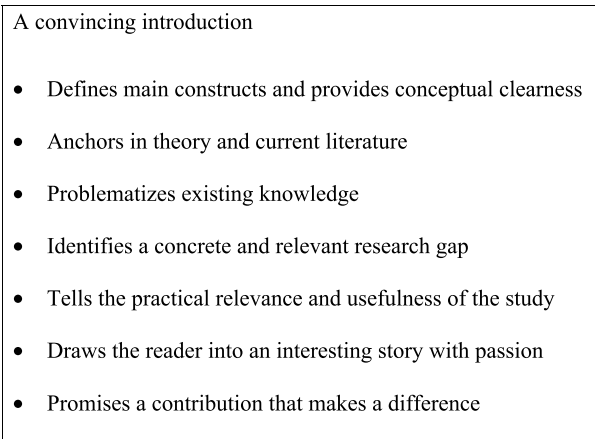 A convincing introduction
• Defines main constructs and provides conceptual clearness
• Anchors in theory and current literature
• Problematizes existing knowledge
• Identifies a concrete and relevant research gap
• Tells the practical relevance and usefulness of the study
• Draws the reader into an interesting story with passion
• Promises a contribution that makes a difference